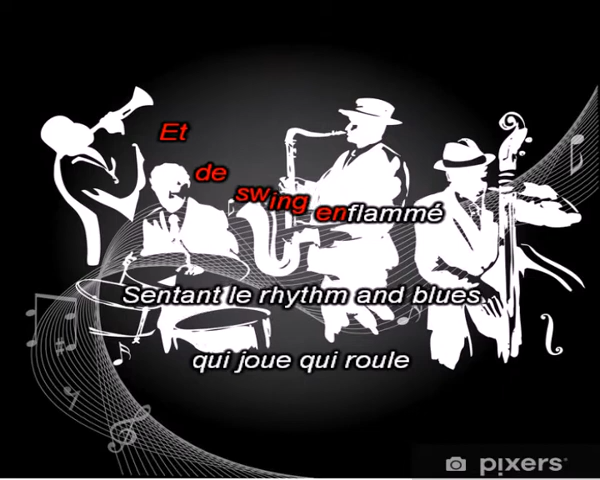 Et
de
swing enflammé
Sentant le rhythm and blues
qui joue qui roule
pixers